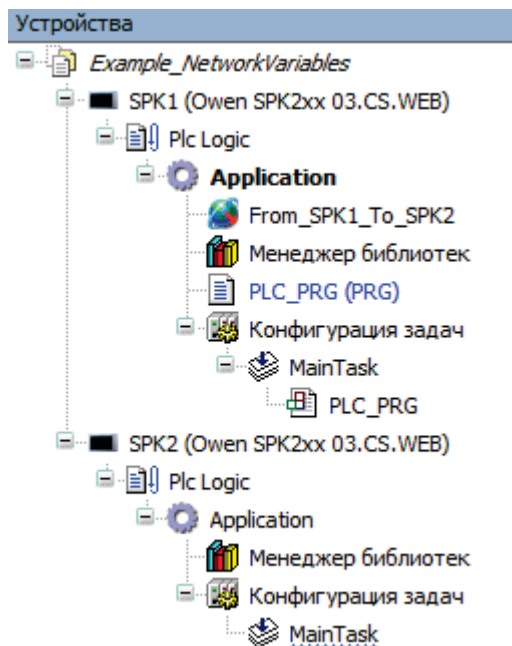 Устройства
Example_NetworkVariables
SPK1 (Owen SPK2xx 03.CS.WEB)
Plc Logic
Application
From_SPK1_To_SPK2
Менеджер библиотек
PLC_PRG (PRG)
Конфигурация задач
MainTask
PLC_PRG
SPK2 (Owen SPK2xx 03.CS.WEB)
Plc Logic
Application
Менеджер библиотек
Конфигурация задач
MainTask